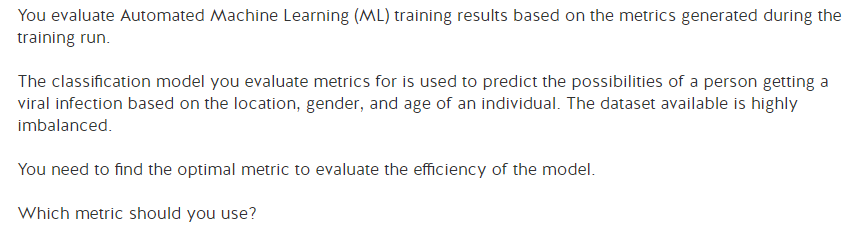 You evaluate Automated Machine Learning (ML) training results based on the metrics generated during the
training run.
The classification model you evaluate metrics for is used to predict the possibilities of a person getting a
viral infection based on the location, gender, and age of an individual. The dataset available is highly
imbalanced.
You need to find the optimal metric to evaluate the efficiency of the model.
Which metric should you use?